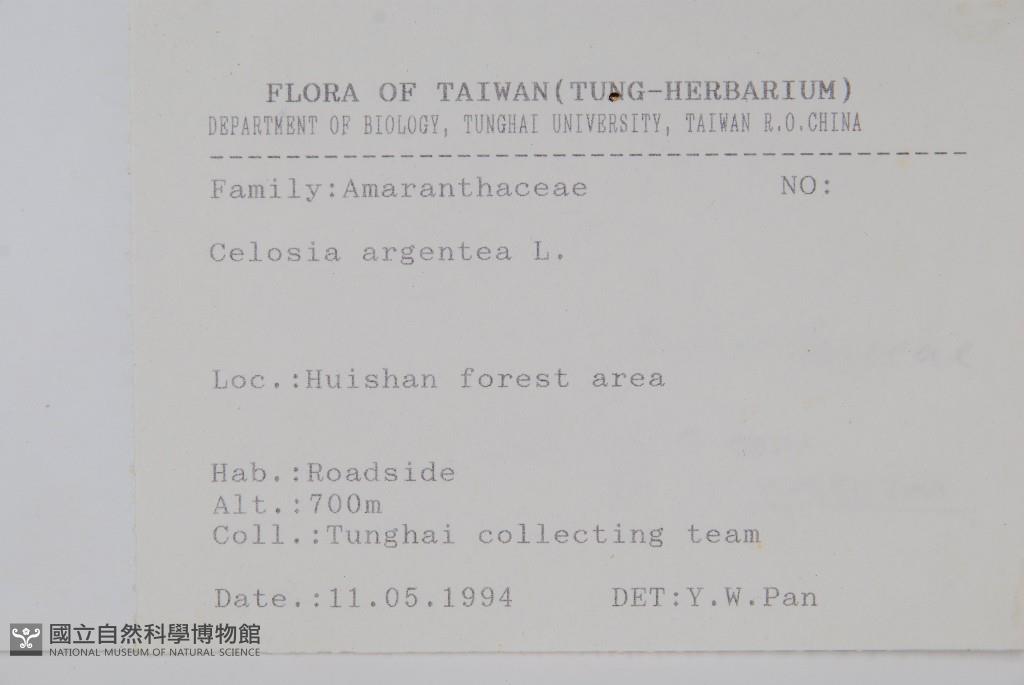 FLORA OF TAIWAN(TUNG-HERBARIUM)
DEPARTMENT OF BIOLOGY, TUNGHAI UNIVERSITY, TAIWAN R.O.CHINA
----------------------------------------
Family:Amaranthaceae NO:
Celosia argentea L.
Loc.:Huishan forest area
Hab.:Roadside
Alt.:700m
Coll.:Tunghai collecting team
Date.:11.05.1994 DET:Y.W.Pan
國立自然科學博物館
NATIONAL MUSEUM OF NATURAL SCIENCE